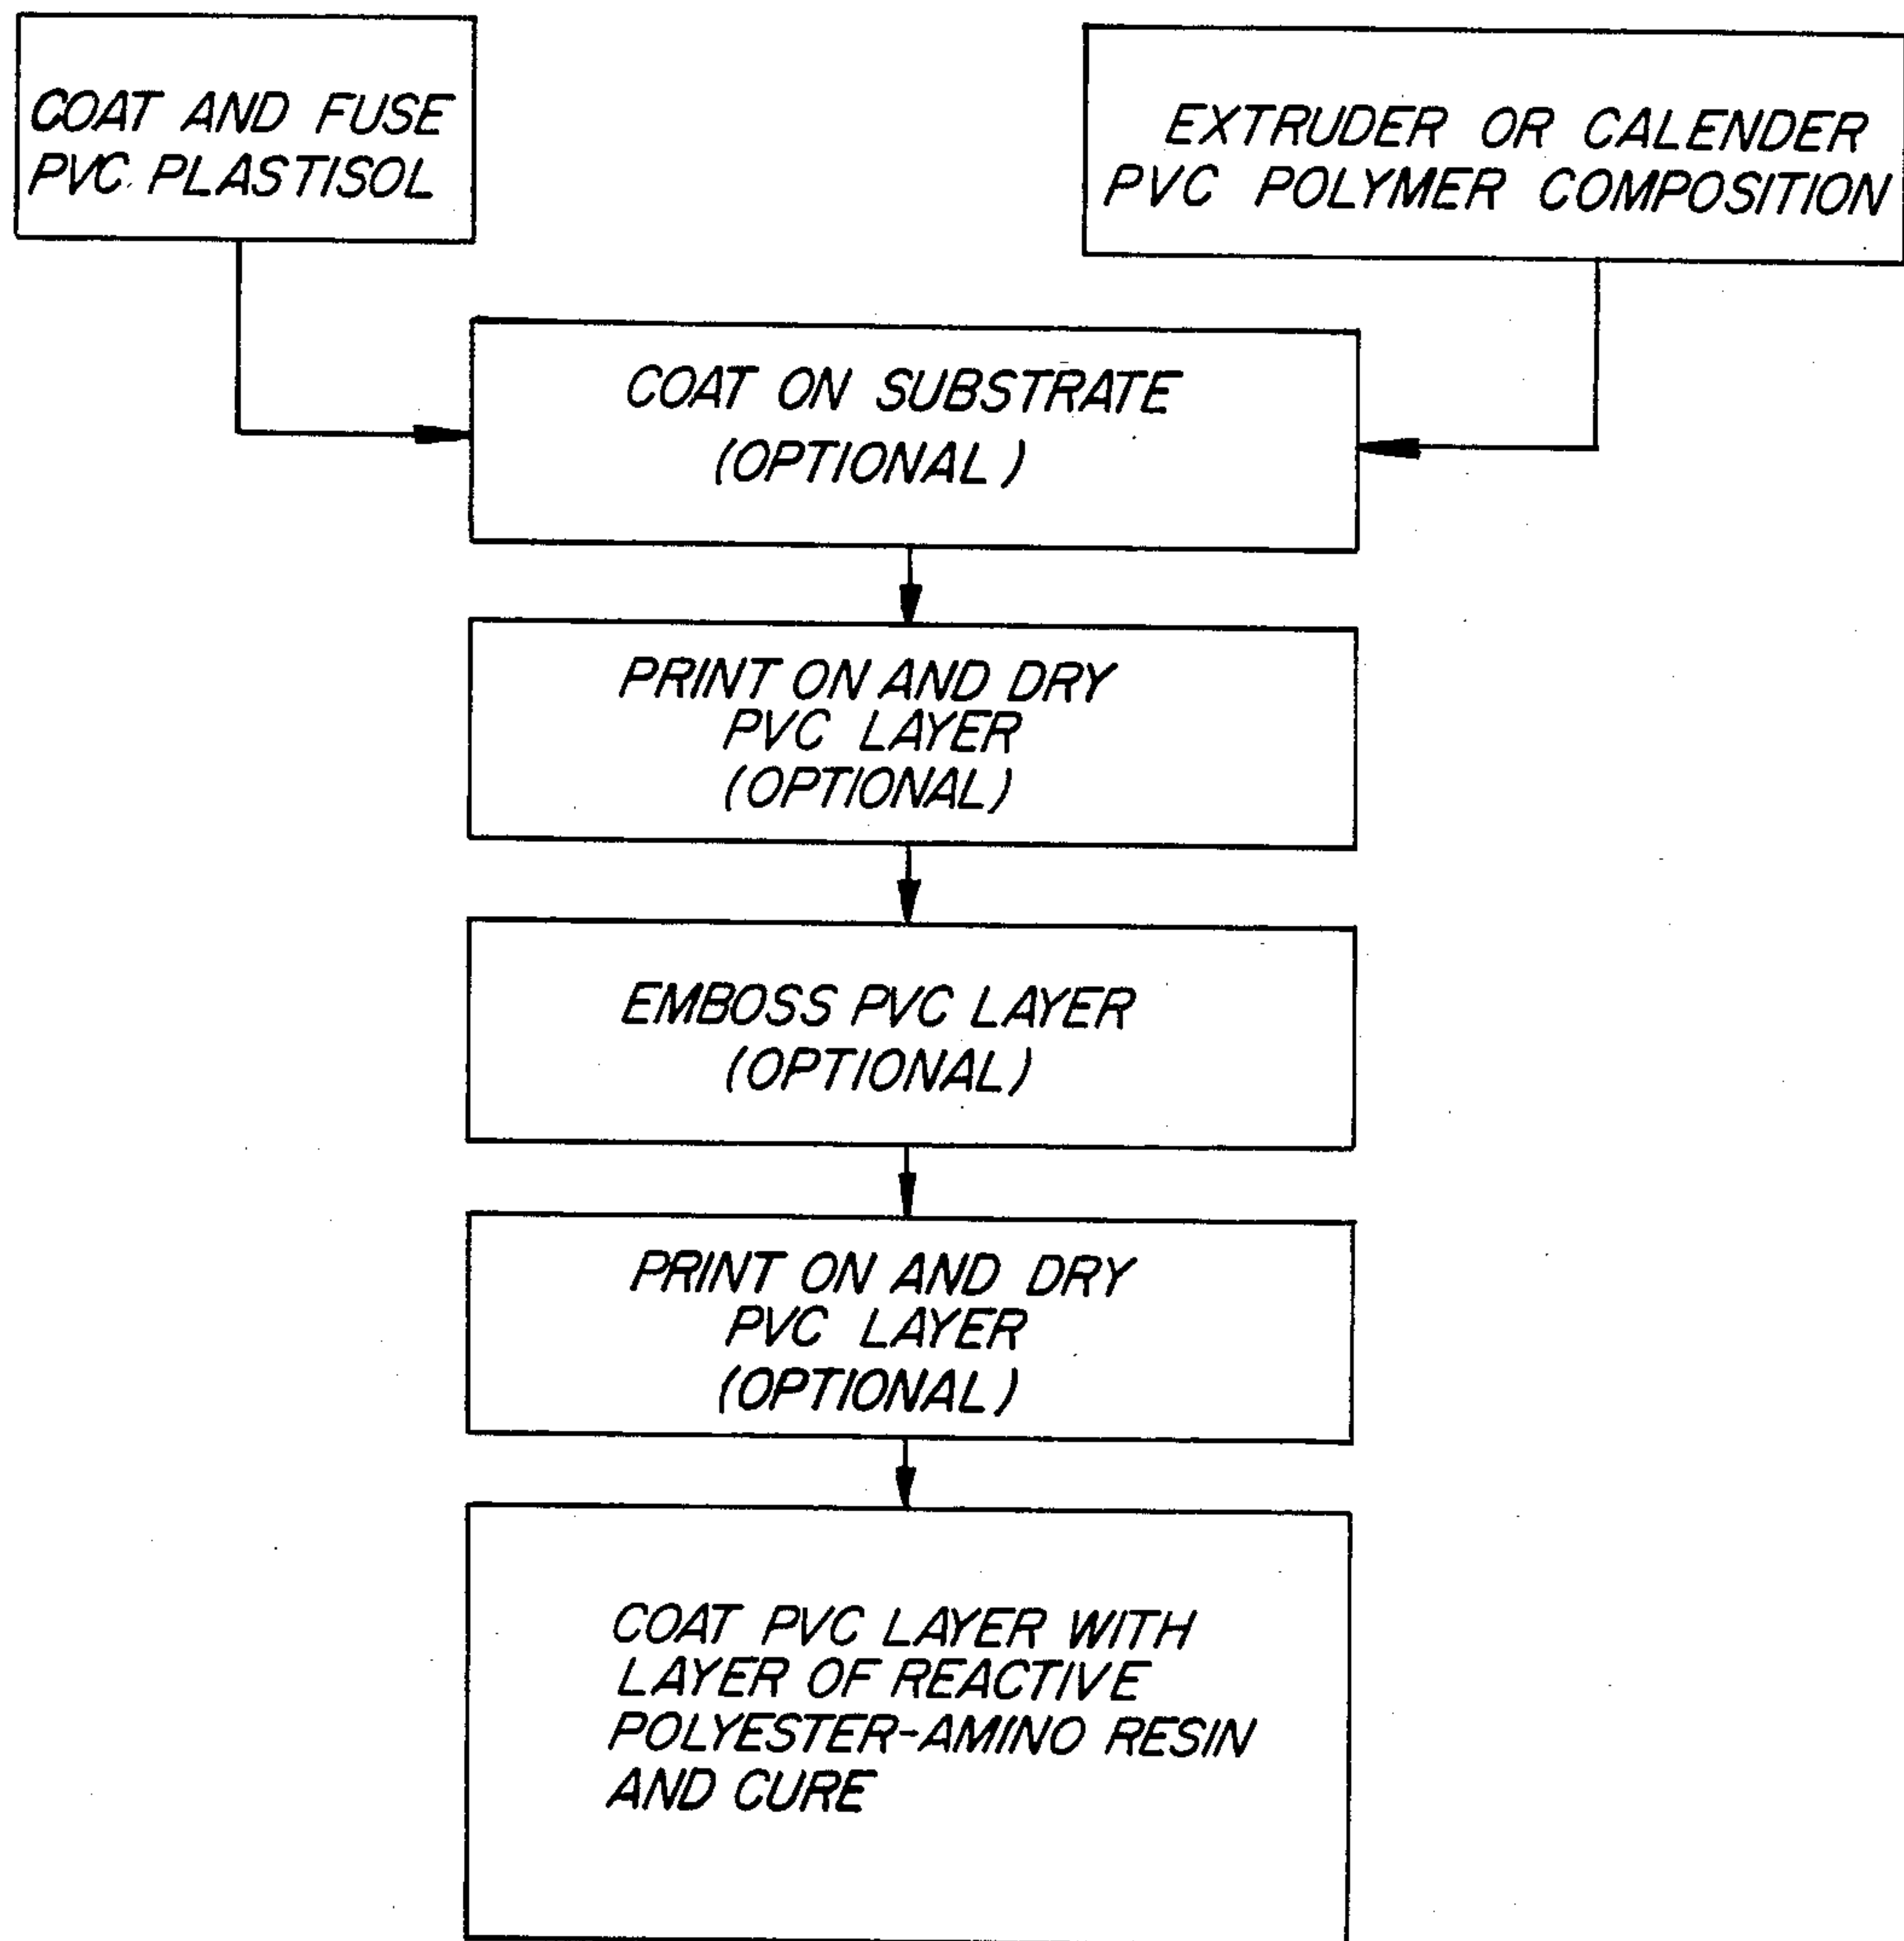 COAT AND FUSE
PVC PLASTISOL
EXTRUDER OR CALENDER
PVC POLYMER COMPOSITION
COAT ON SUBSTRATE
(OPTIONAL)
PRINT ON AND DRY
PVC LAYER
(OPTIONAL)
EMBOSS PVC LAYER
(OPTIONAL)
PRINT ON AND DRY
PVC LAYER
(OPTIONAL)
COAT PVC LAYER WITH
LAYER OF REACTIVE
POLYESTER-AMINO RESIN
AND CURE